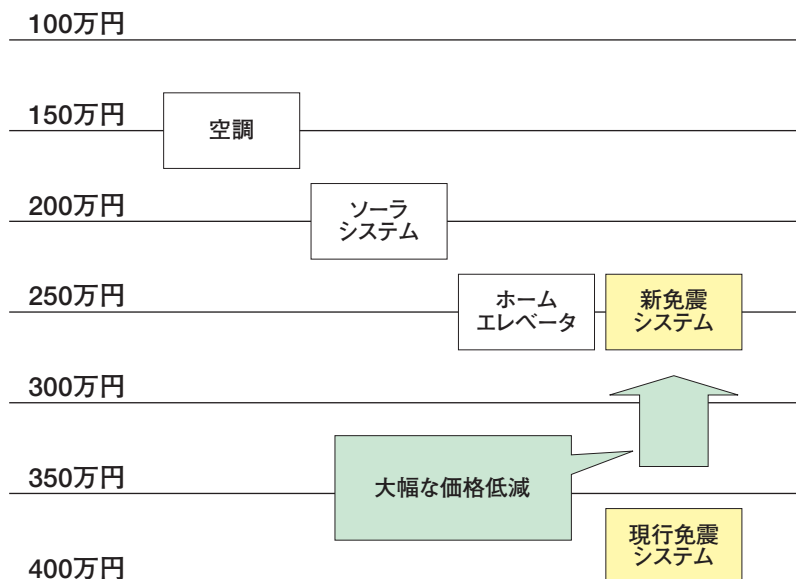 100万円
150万円
空調
200万円
ソーラ
システム
250万円
ホーム
エレベータ
新免震
システム
300万円
350万円
大幅な価格低減
現行免震
システム
400万円